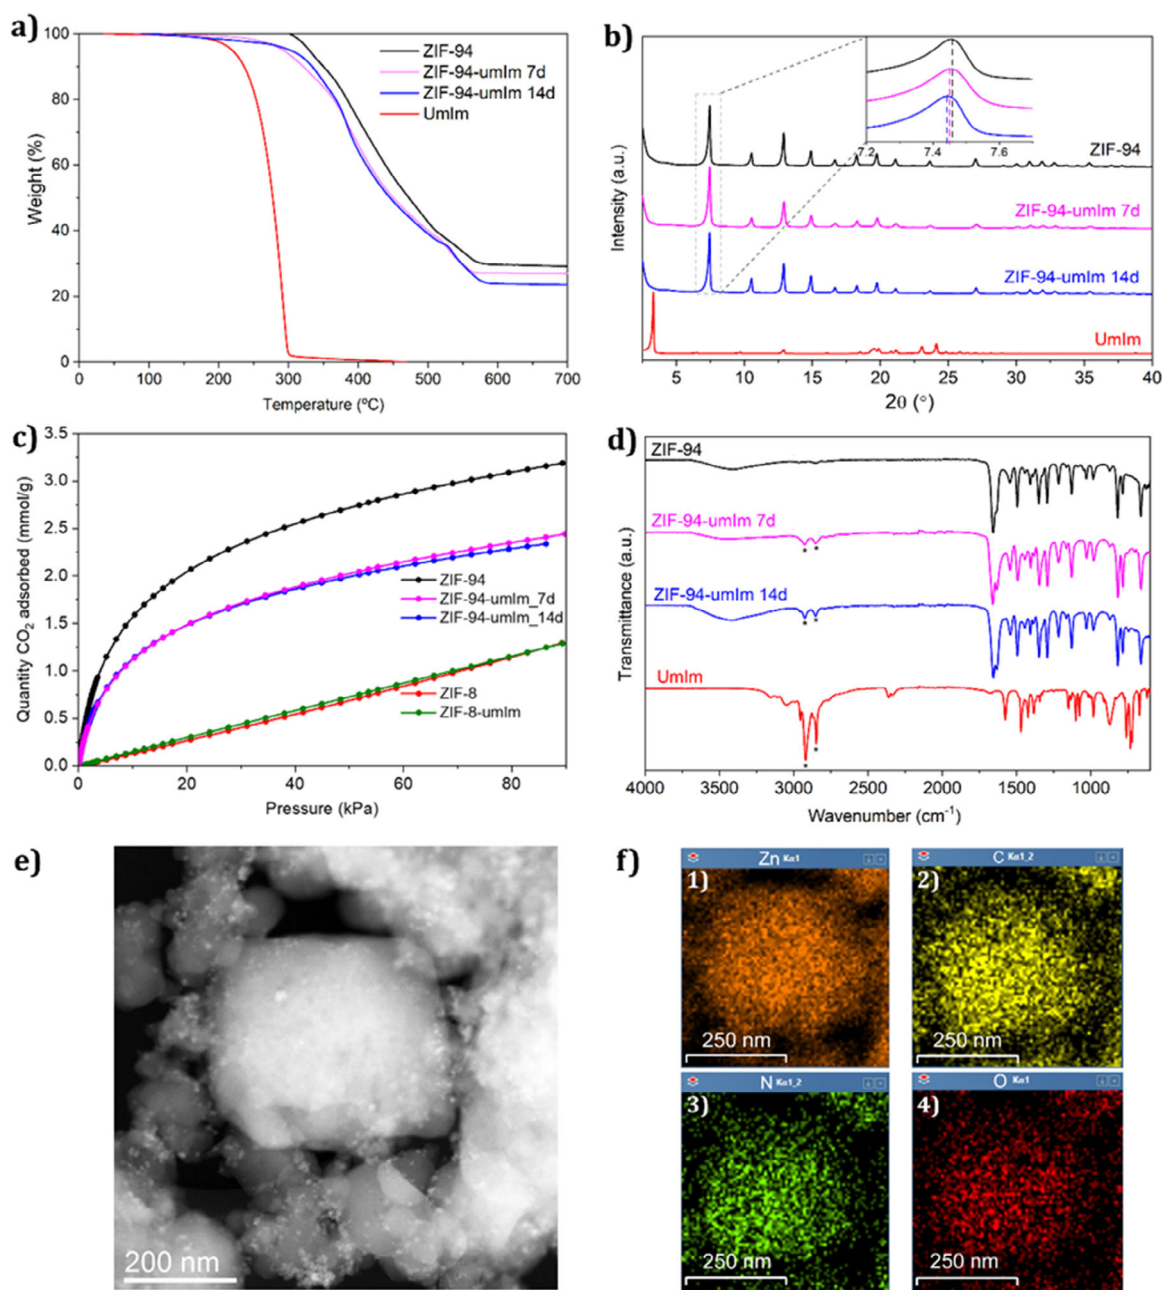 a)
100
80
60
40
20
0
Weight (%)
ZIF-94
ZIF-94-umIm 7d
ZIF-94-umIm 14d
UmIm
0 100 200 300 400 500 600 700
Temperature (ºC)
b)
Intensity (a.u.)
7.2 7.4 7.6
ZIF-94
ZIF-94-umIm 7d
ZIF-94-umIm 14d
UmIm
5 10 15 20 25 30 35 40
2θ (°)
c)
3.5
3.0
2.5
2.0
1.5
1.0
0.5
0.0
Quantity CO₂ adsorbed (mmol/g)
ZIF-94
ZIF-94-umIm_7d
ZIF-94-umIm_14d
ZIF-8
ZIF-8-umIm
0 20 40 60 80
Pressure (kPa)
d)
Transmittance (a.u.)
ZIF-94
ZIF-94-umIm 7d
* *
ZIF-94-umIm 14d
* *
UmIm
* *
4000 3500 3000 2500 2000 1500 1000
Wavenumber (cm⁻¹)
e)
200 nm
f)
Zn Kα1
1)
250 nm
C Kα1_2
2)
250 nm
N Kα1_2
3)
250 nm
O Kα1
4)
250 nm